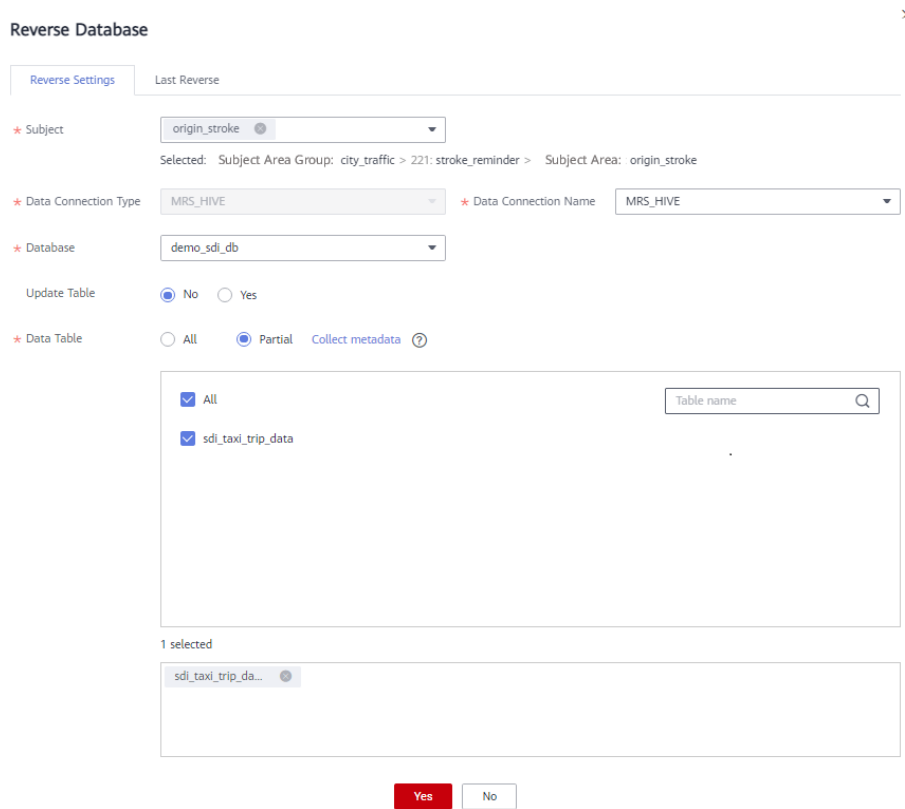 Reverse Database
Reverse Settings Last Reverse
* Subject origin_stroke
Selected: Subject Area Group: city_traffic > 221: stroke_reminder > Subject Area: origin_stroke
* Data Connection Type MRS_HIVE * Data Connection Name MRS_HIVE
* Database demo_sdi_db
Update Table No Yes
* Data Table All Partial Collect metadata ?
All Table name
sdi_taxi_trip_data
1 selected
sdi_taxi_trip_da...
Yes No